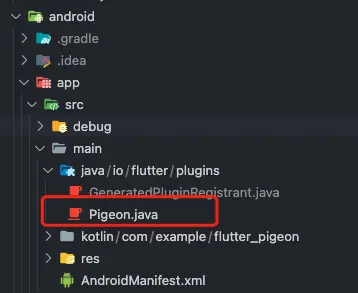 android
.gradle
.idea
app
src
debug
main
java/io/flutter/plugins
GeneratedPluginRegistrant.java
Pigeon.java
kotlin/com/example/flutter_pigeon
res
AndroidManifest.xml